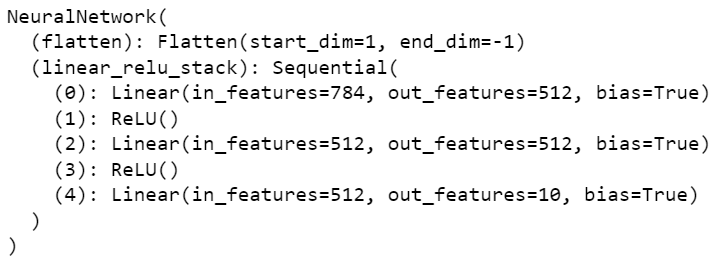 NeuralNetwork(
  (flatten): Flatten(start_dim=1, end_dim=-1)
  (linear_relu_stack): Sequential(
    (0): Linear(in_features=784, out_features=512, bias=True)
    (1): ReLU()
    (2): Linear(in_features=512, out_features=512, bias=True)
    (3): ReLU()
    (4): Linear(in_features=512, out_features=10, bias=True)
  )
)